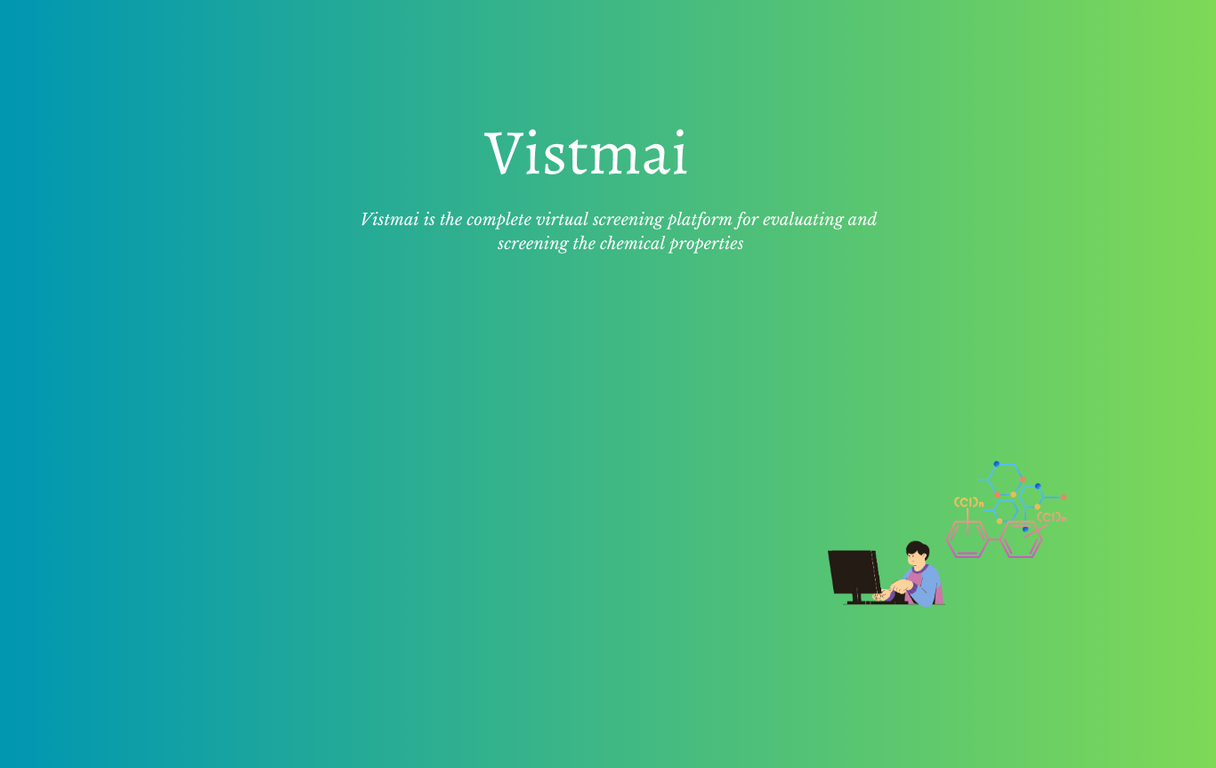 Vistmai
Vistmai is the complete virtual screening platform for evaluating and
screening the chemical properties
(Cl)n
(Cl)n